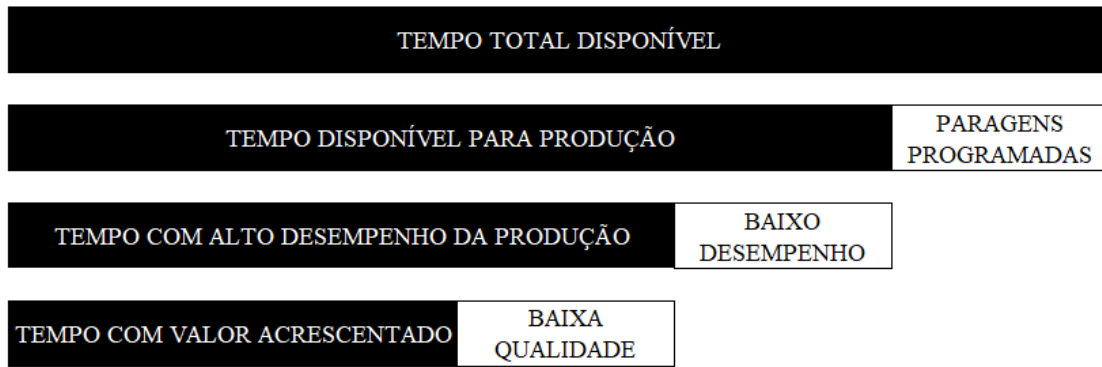 TEMPO TOTAL DISPONÍVEL
TEMPO DISPONÍVEL PARA PRODUÇÃO
PARAGENS
PROGRAMADAS
TEMPO COM ALTO DESEMPENHO DA PRODUÇÃO
BAIXO
DESEMPENHO
TEMPO COM VALOR ACRESCENTADO
BAIXA
QUALIDADE